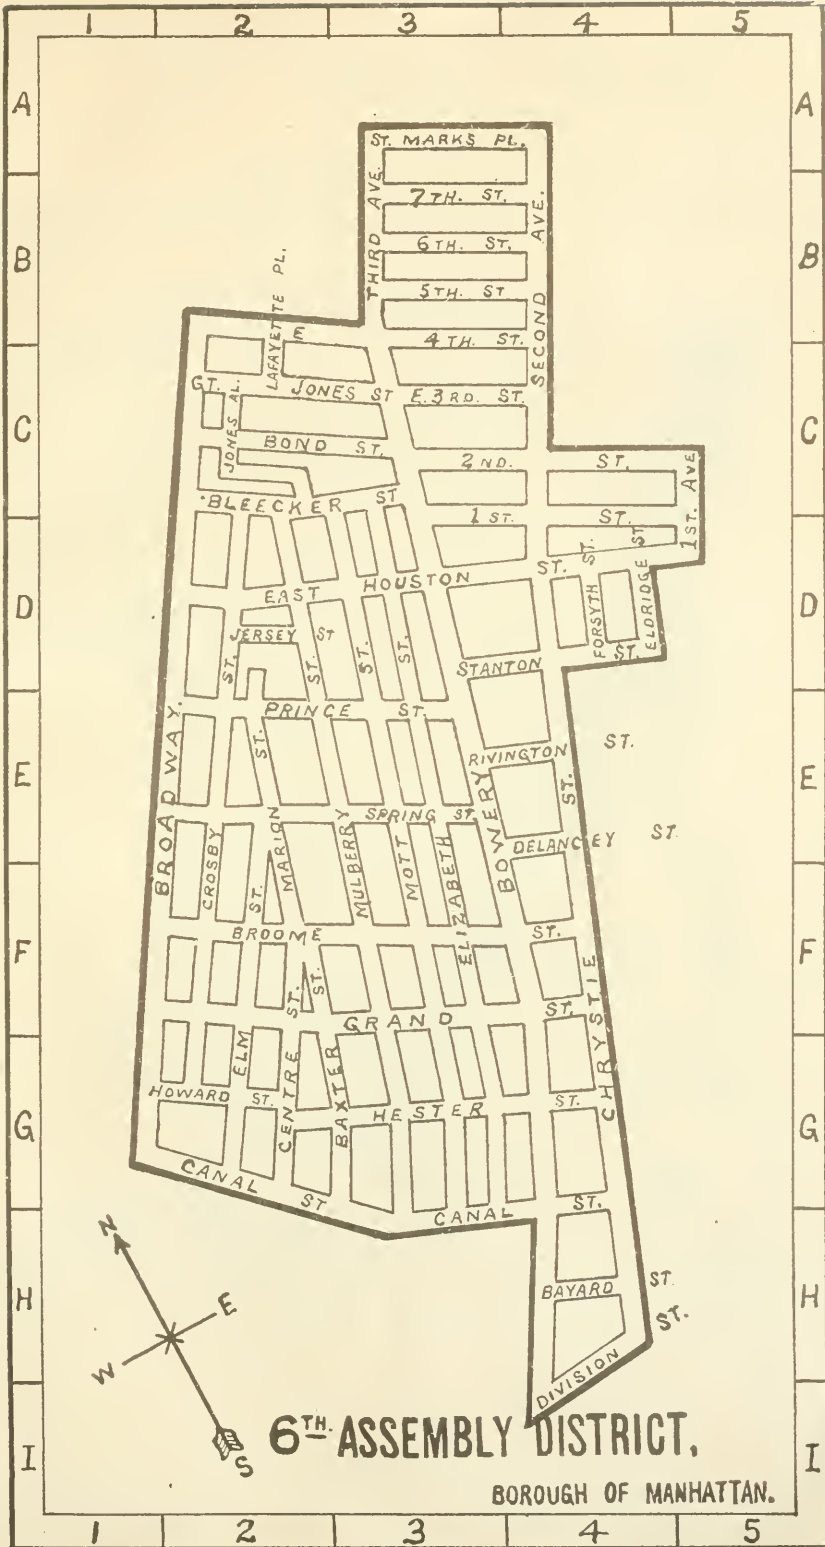 1 2 3 4 5
A A
ST. MARKS PL.
THIRD AVE.
7TH. ST.
SECOND AVE.
B B
6TH. ST.
LAFAYETTE PL.
5TH. ST
E 4TH. ST.
GT. JONES ST E. 3RD. ST.
JONES AL.
C C
BOND ST.
2ND. ST.
1ST. AVE
BLEECKER ST
1ST. ST.
EAST HOUSTON ST.
FORSYTH ST.
ELDRIDGE ST
D D
JERSEY ST
STANTON ST.
ST. ST. ST. ST.
PRINCE ST.
BROADWAY.
RIVINGTON ST.
E E
ST.
SPRING ST.
CROSBY
MARION ST.
MULBERRY
MOTT
ELIZABETH
BOWERY
DELANCEY ST.
ST.
BROOME ST.
F F
ST. ST.
GRAND ST.
CHRYSTIE
ELM
CENTRE
BAXTER
HOWARD ST.
HESTER ST.
G G
CANAL ST
CANAL ST.
N
E
W
S
H H
BAYARD ST.
DIVISION ST.
6TH. ASSEMBLY DISTRICT,
I I
BOROUGH OF MANHATTAN.
1 2 3 4 5